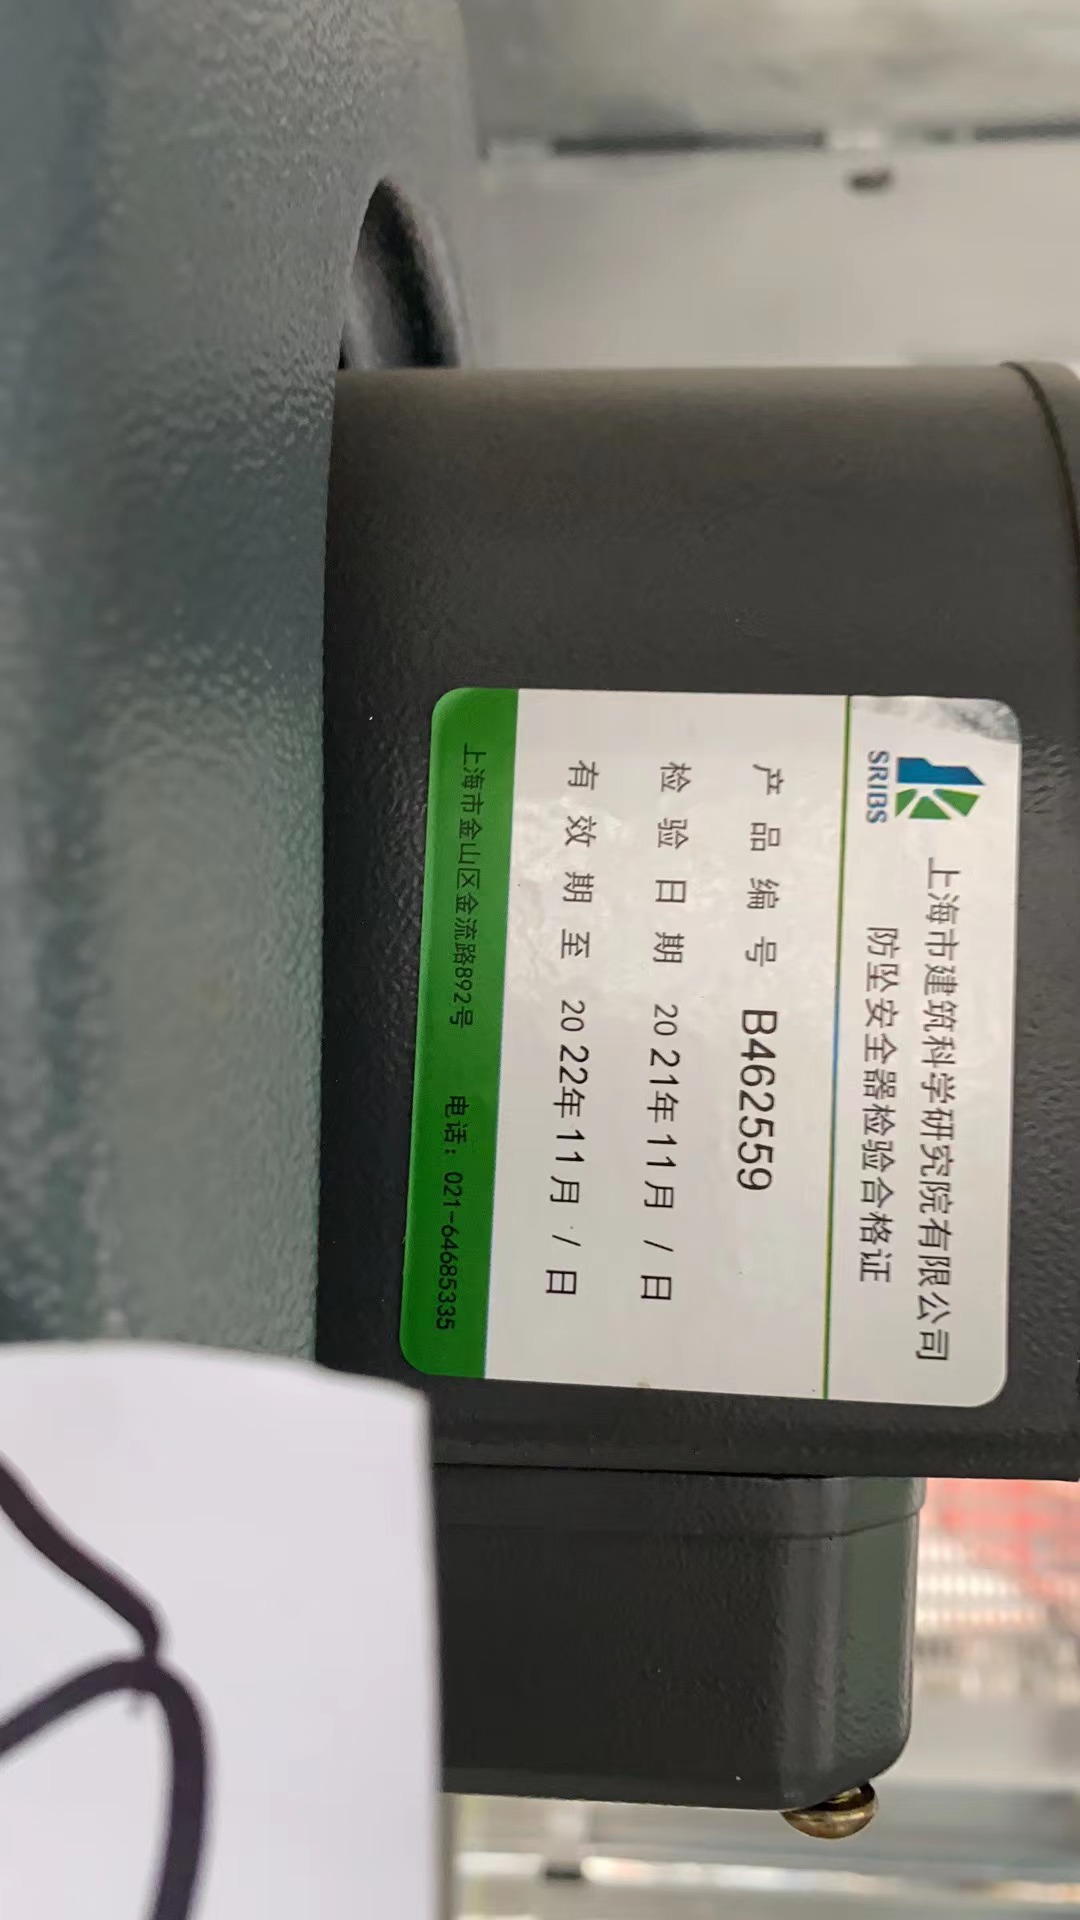 SRIBS
上海市建筑科学研究院有限公司
防坠安全器检验合格证
产品编号 B462559
检验日期 2021年11月 / 日
有效期至 2022年11月 / 日
上海市金山区金流路892号 电话：021-64685335